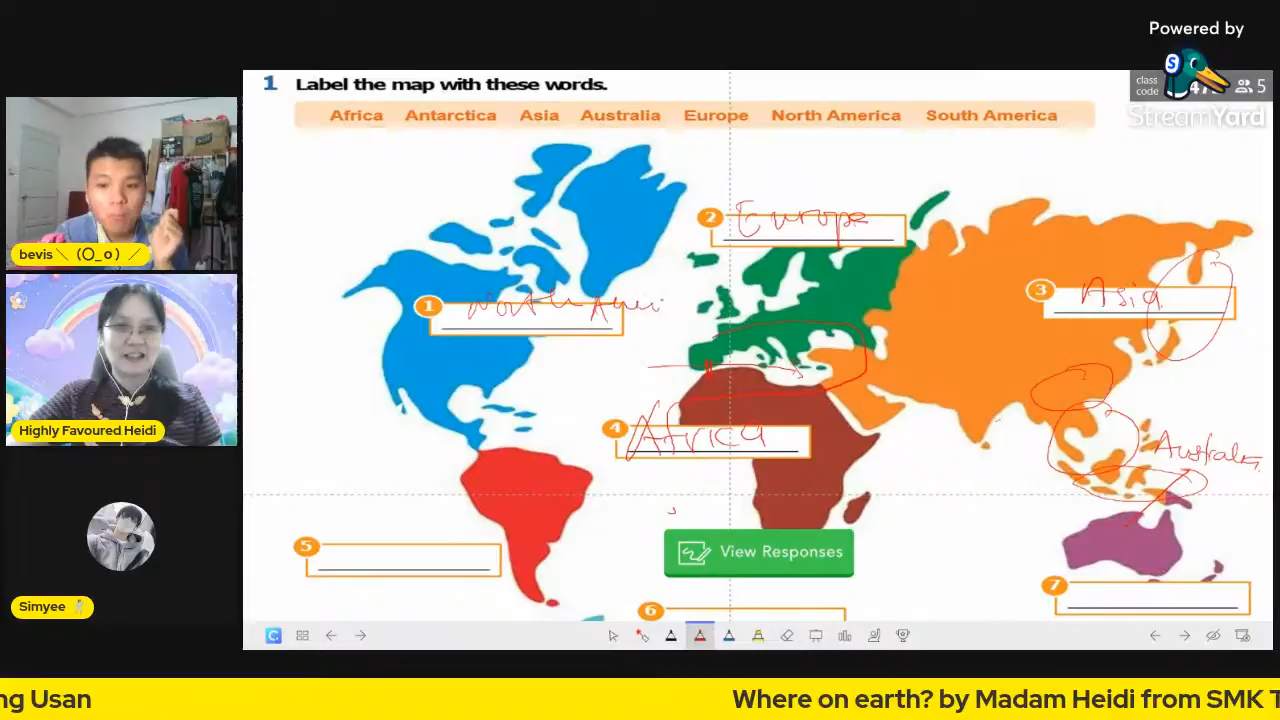 Powered by
StreamYard
class
code
5
1 Label the map with these words.
Africa Antarctica Asia Australia Europe North America South America
2 Europe
1 North Ameri
3 Asia
4 Africa
Australia
5
6
7
View Responses
bevis＼（〇_ｏ）／
Highly Favoured Heidi
Simyee
ng Usan
Where on earth? by Madam Heidi from SMK T